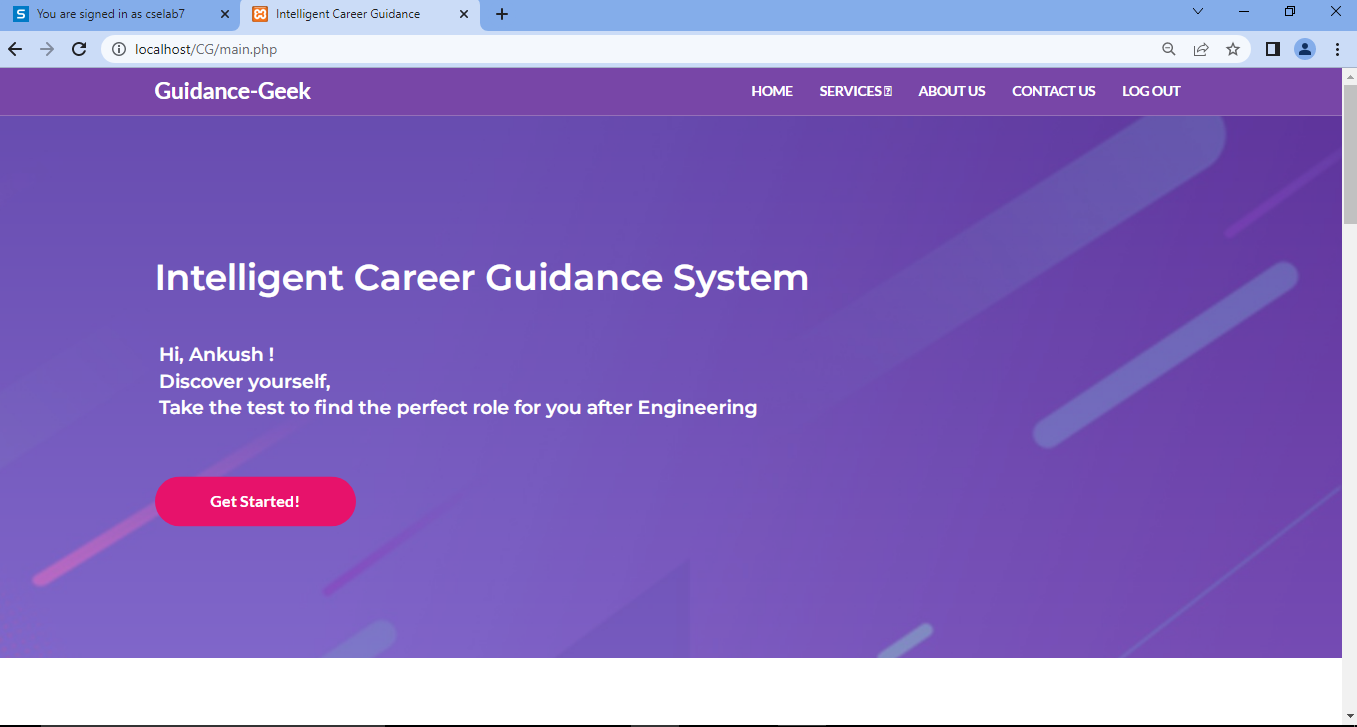 You are signed in as cselab7
Intelligent Career Guidance
localhost/CG/main.php
Guidance-Geek
HOME SERVICES ABOUT US CONTACT US LOG OUT
Intelligent Career Guidance System
Hi, Ankush !
Discover yourself,
Take the test to find the perfect role for you after Engineering
Get Started!